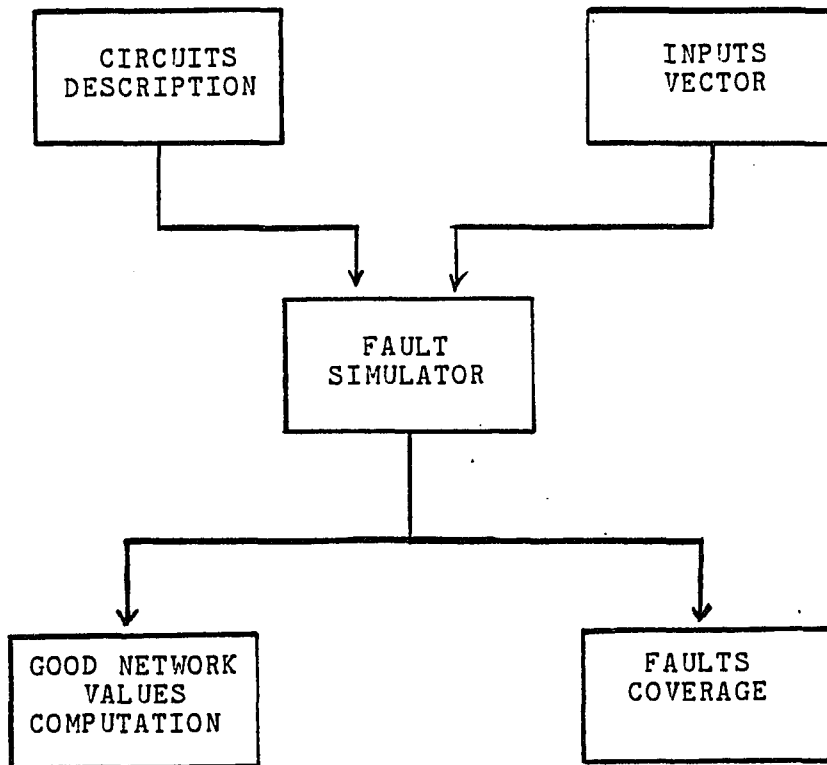 CIRCUITS
DESCRIPTION
INPUTS
VECTOR
FAULT
SIMULATOR
GOOD NETWORK
VALUES
COMPUTATION
FAULTS
COVERAGE